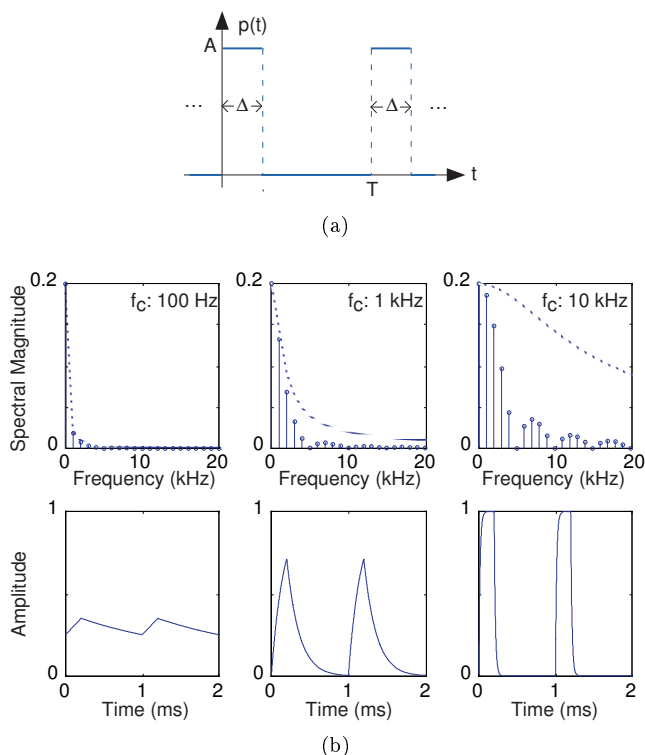 p(t)
A
... Δ Δ ...
T t
(a)
0.2 0.2 0.2
fc: 100 Hz fc: 1 kHz fc: 10 kHz
Spectral Magnitude
0 0 0
0 10 20 0 10 20 0 10 20
Frequency (kHz) Frequency (kHz) Frequency (kHz)
1 1 1
Amplitude
0 0 0
0 1 2 0 1 2 0 1 2
Time (ms) Time (ms) Time (ms)
(b)